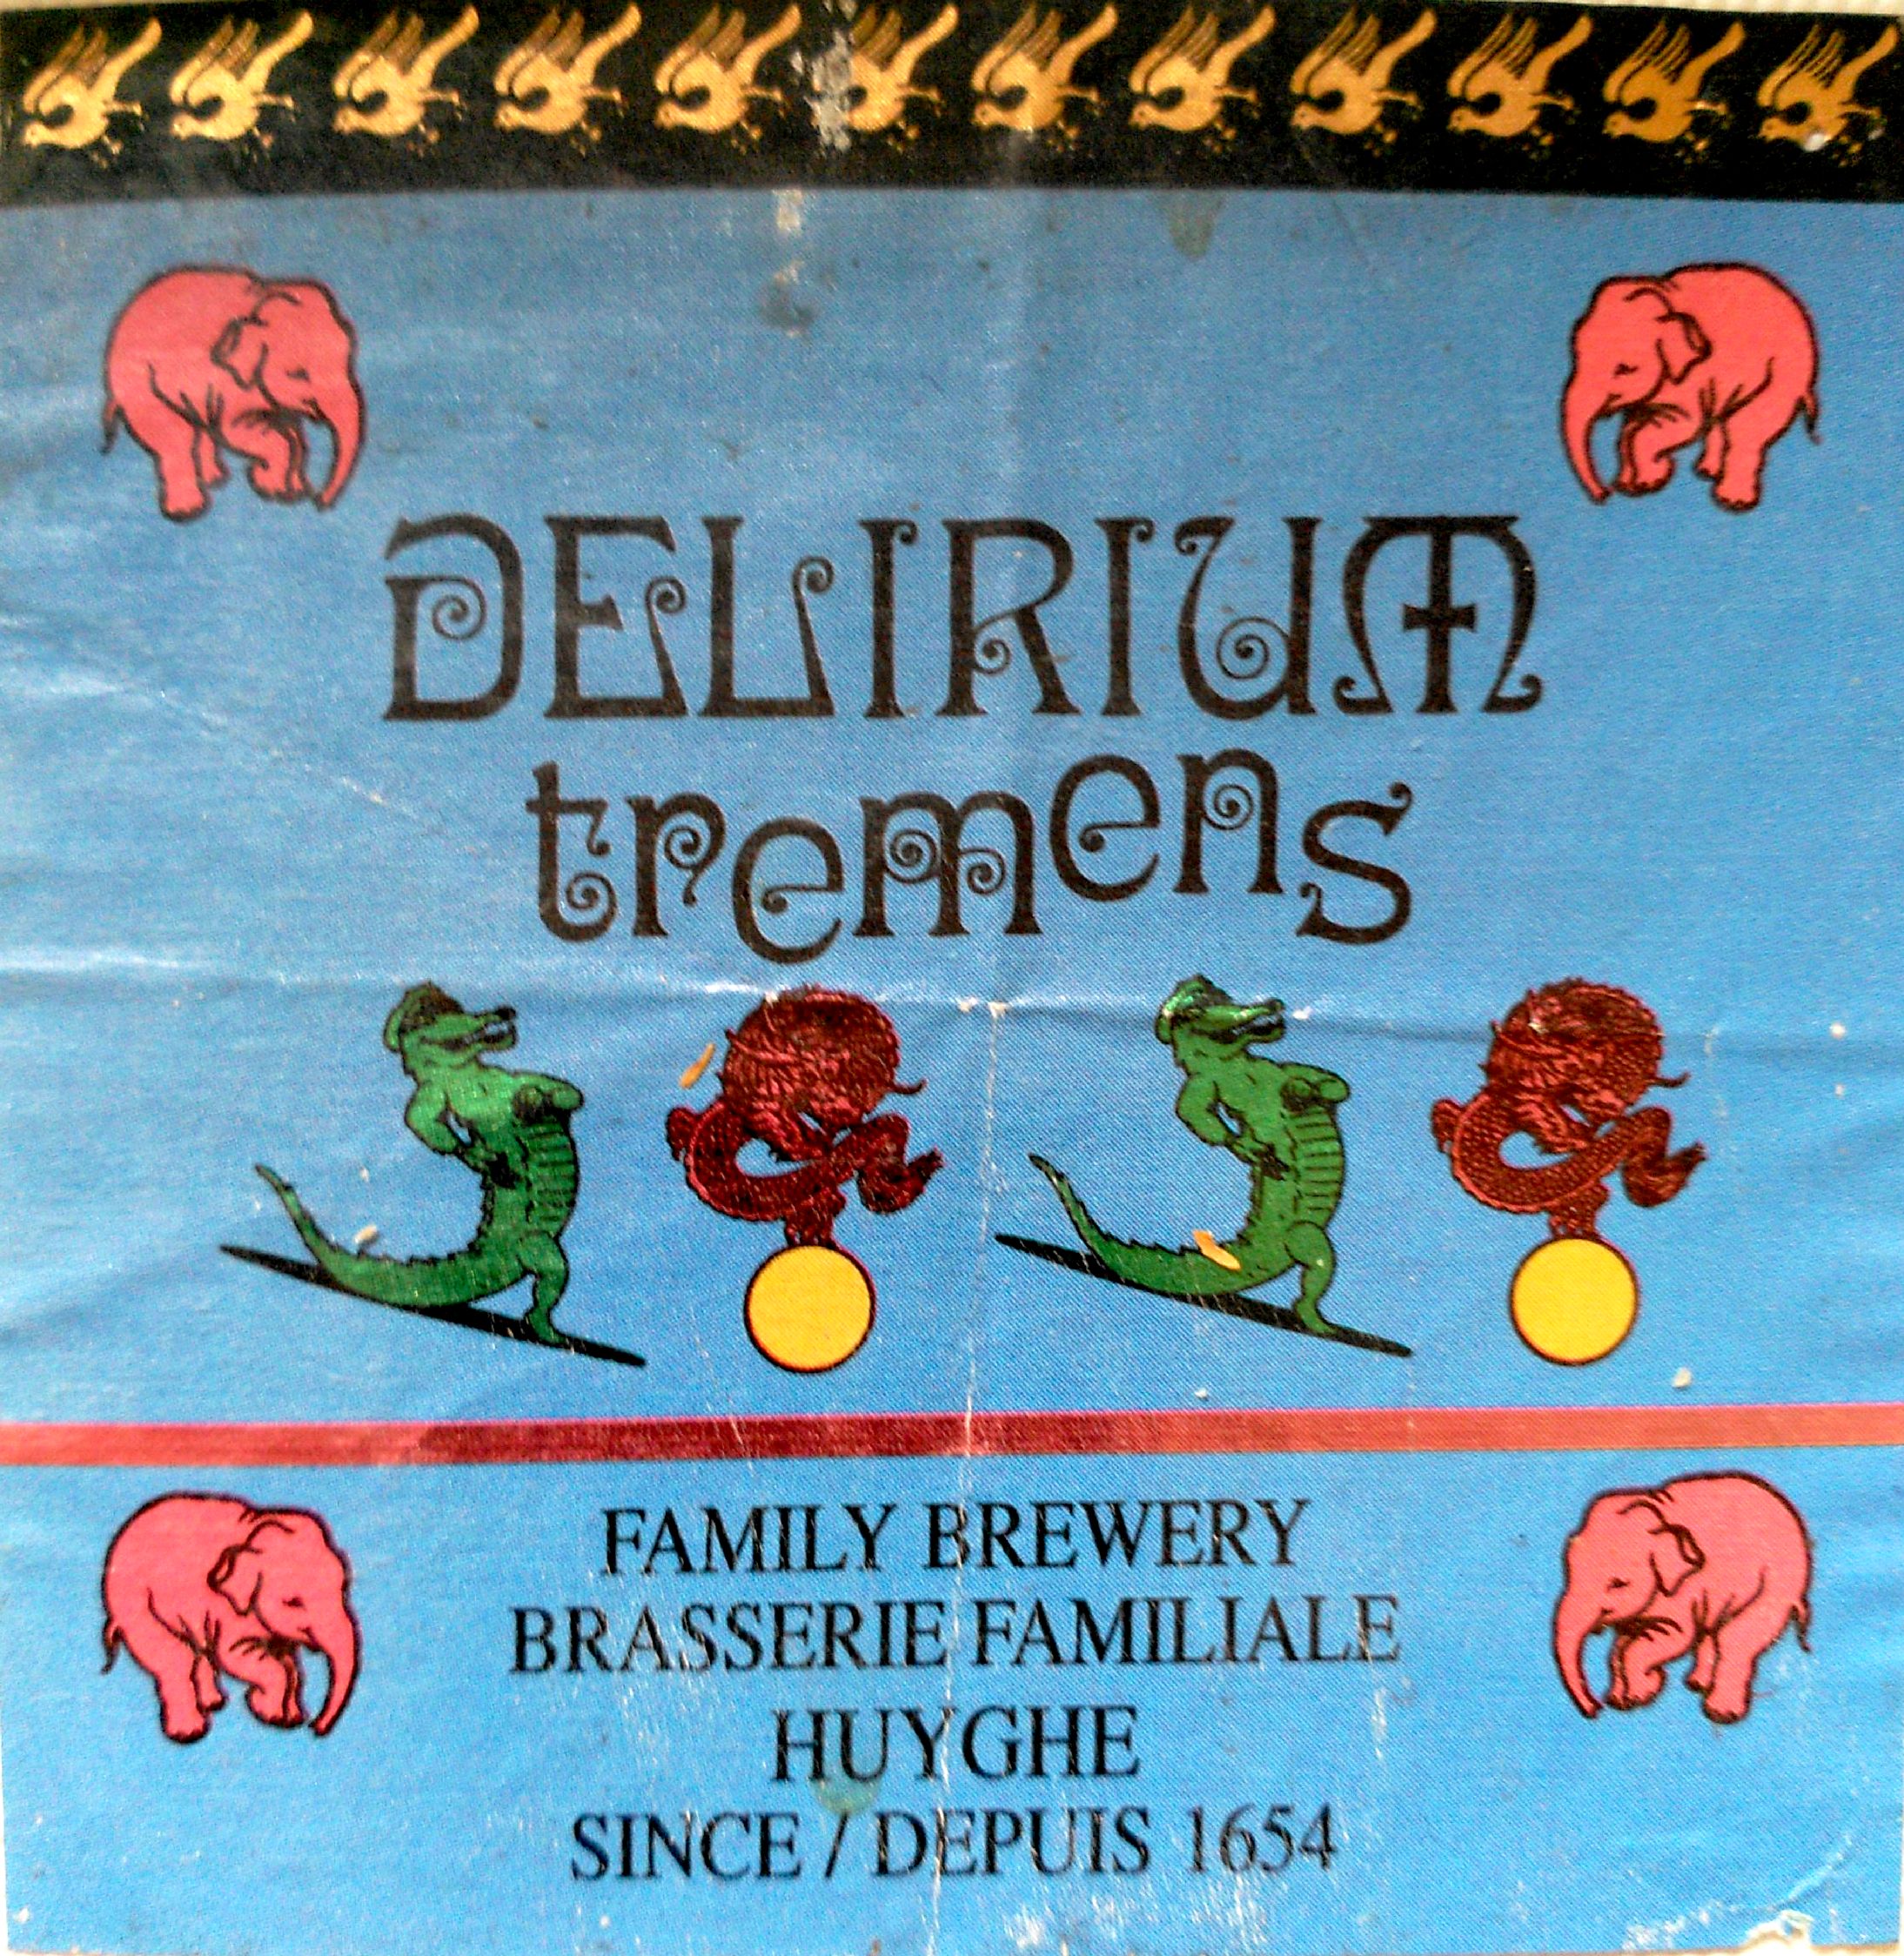 DELIRIUM
tremens
FAMILY BREWERY
BRASSERIE FAMILIALE
HUYGHE
SINCE / DEPUIS 1654